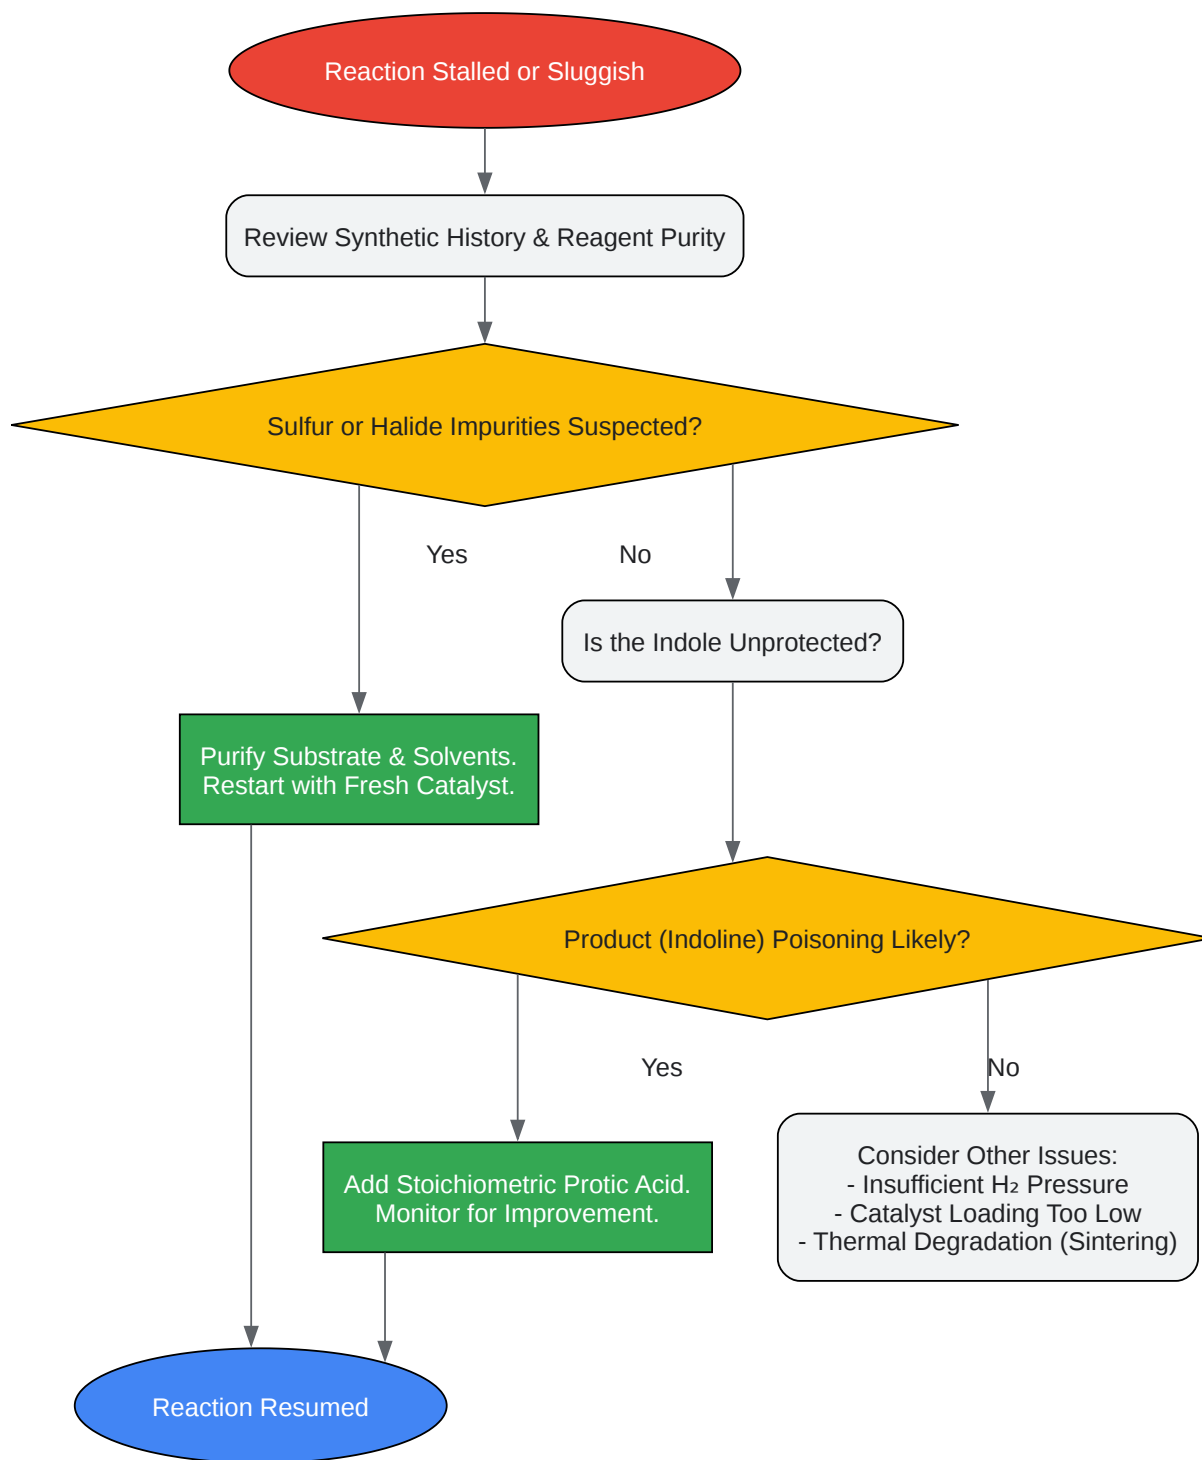 Reaction Stalled or Sluggish
Review Synthetic History & Reagent Purity
Sulfur or Halide Impurities Suspected?
Yes
No
Is the Indole Unprotected?
Purify Substrate & Solvents.
Restart with Fresh Catalyst.
Product (Indoline) Poisoning Likely?
Yes
No
Add Stoichiometric Protic Acid.
Monitor for Improvement.
Consider Other Issues:
- Insufficient H₂ Pressure
- Catalyst Loading Too Low
- Thermal Degradation (Sintering)
Reaction Resumed